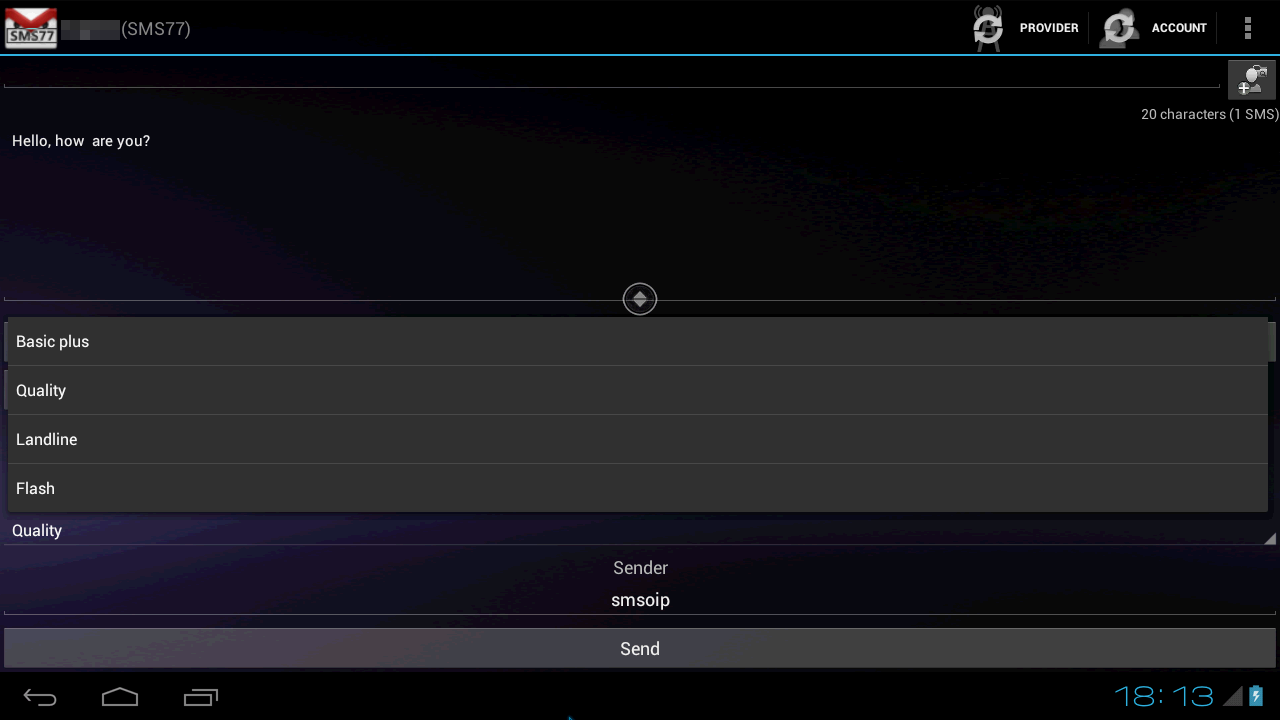 SMS77
(SMS77)
PROVIDER
ACCOUNT
20 characters (1 SMS)
Hello, how  are you?
Basic plus
Quality
Landline
Flash
Quality
Sender
smsoip
Send
18:13